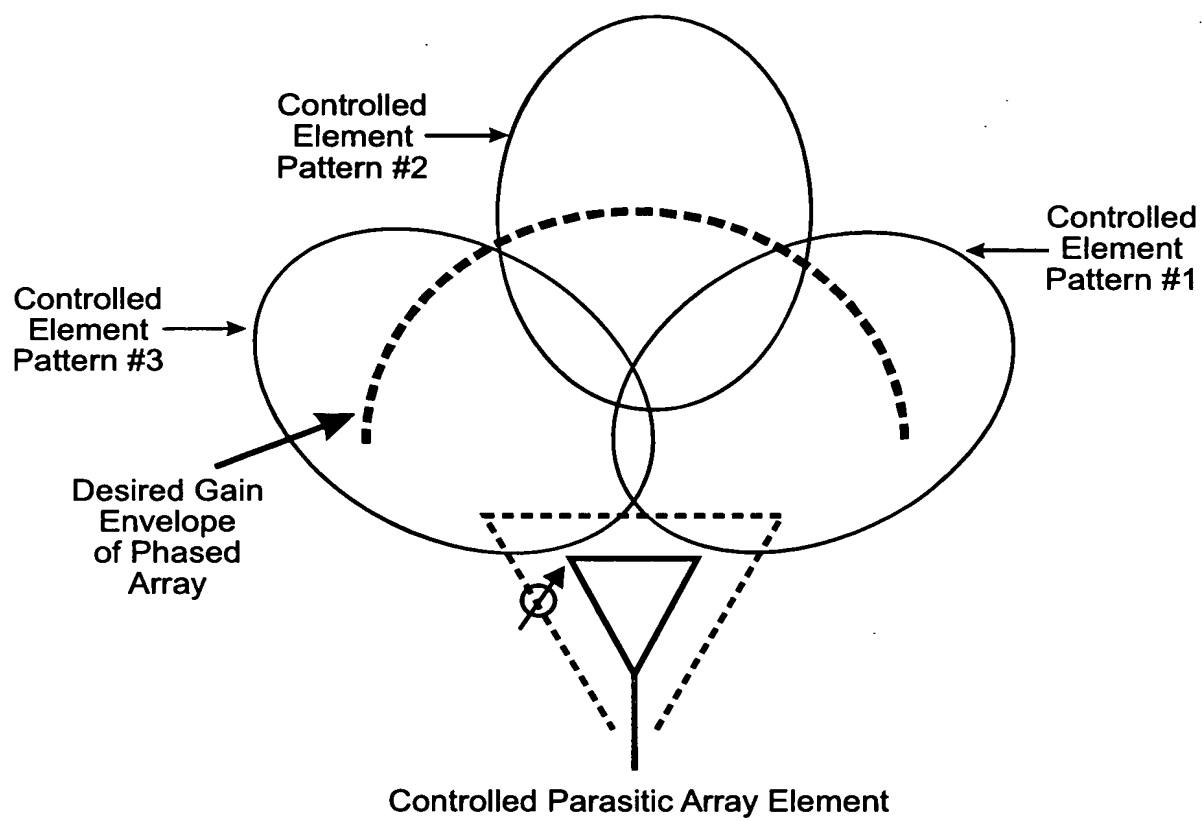 Controlled
Element
Pattern #2
Controlled
Element
Pattern #1
Controlled
Element
Pattern #3
Desired Gain
Envelope
of Phased
Array
Controlled Parasitic Array Element